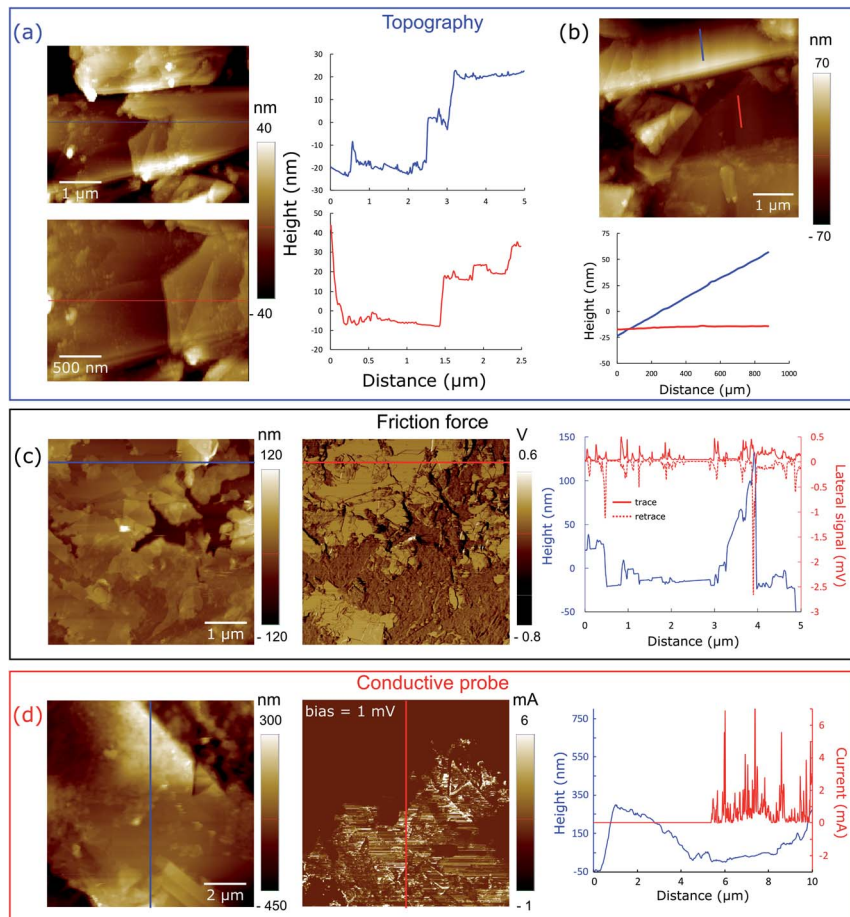 Topography
(a)
nm
40
- 40
1 µm
500 nm
Height (nm)
30
20
10
0
-10
-20
-30
0 1 2 3 4 5
50
40
30
20
10
0
-10
-20
0 0.5 1 1.5 2 2.5
Distance (µm)
(b)
nm
70
- 70
1 µm
Height (nm)
75
50
25
0
-25
-50
0 200 400 600 800 1000
Distance (µm)
Friction force
(c)
nm
120
- 120
1 µm
V
0.6
- 0.8
Height (nm)
150
100
50
0
-50
trace
retrace
0.5
0
-0.5
-1
-1.5
-2
-2.5
-3
Lateral signal (mV)
0 1 2 3 4 5
Distance (µm)
Conductive probe
(d)
nm
300
- 450
2 µm
bias = 1 mV
mA
6
- 1
Height (nm)
750
550
350
150
-50
6
4
2
0
-2
Current (mA)
0 2 4 6 8 10
Distance (µm)